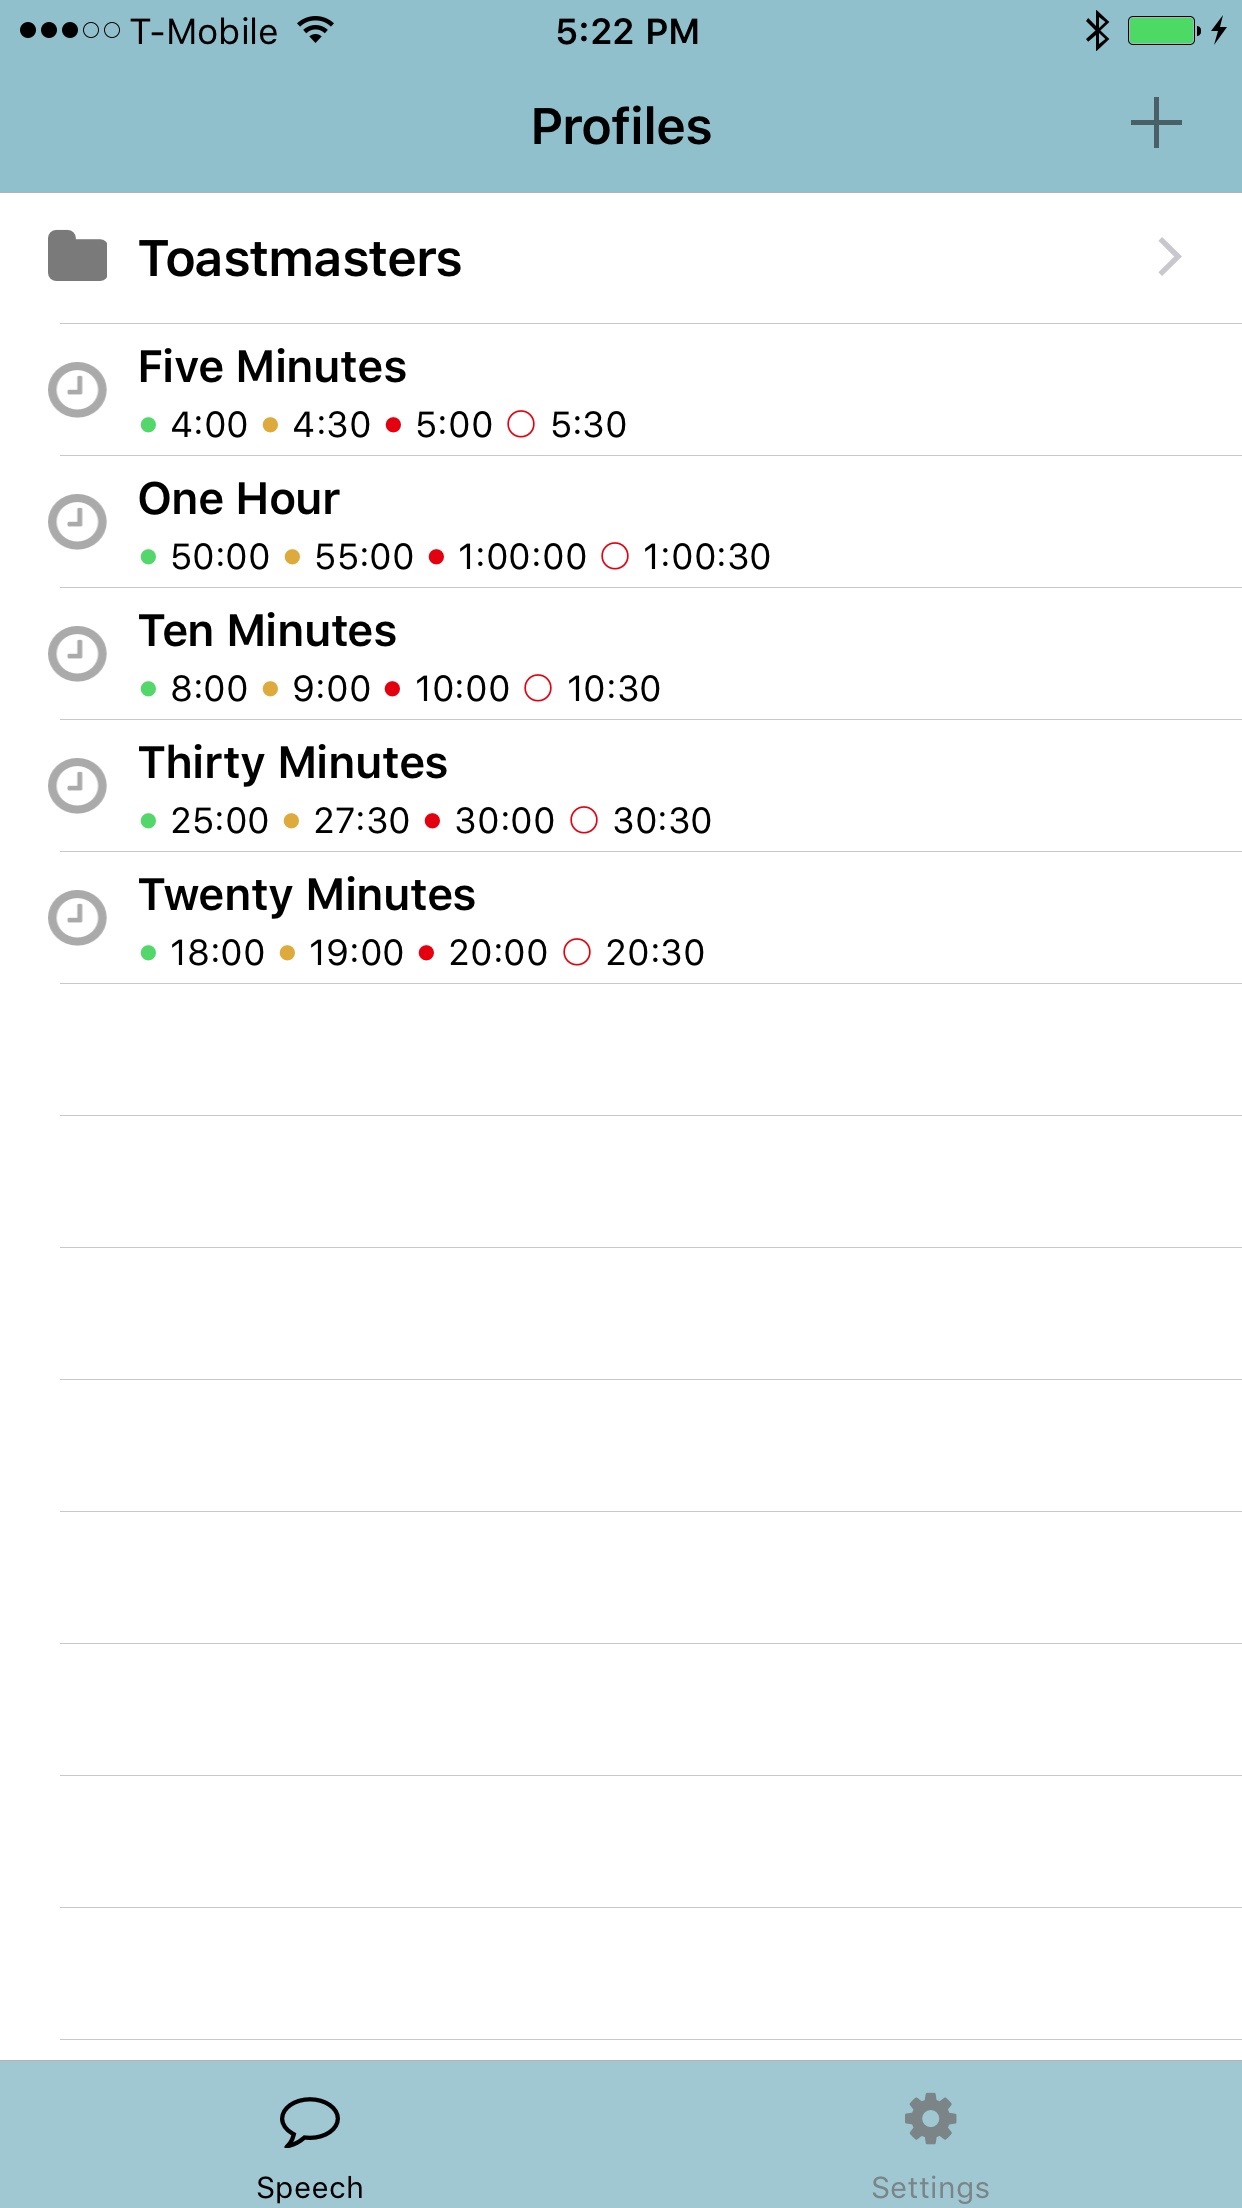 T-Mobile 5:22 PM
Profiles
Toastmasters
Five Minutes
4:00 4:30 5:00 5:30
One Hour
50:00 55:00 1:00:00 1:00:30
Ten Minutes
8:00 9:00 10:00 10:30
Thirty Minutes
25:00 27:30 30:00 30:30
Twenty Minutes
18:00 19:00 20:00 20:30
Speech Settings